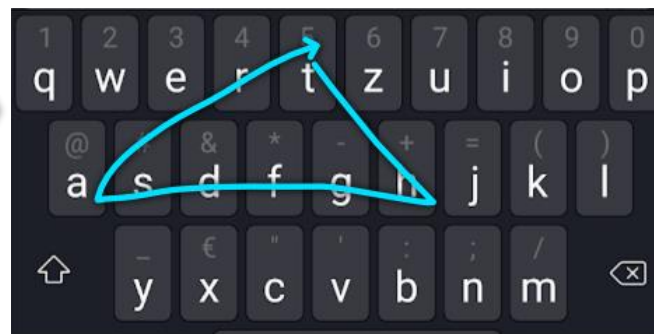 1 2 3 4 5 6 7 8 9 0
q w e r t z u i o p
@ # & * - + = ( )
a s d f g h j k l
_ € " ' : ; /
y x c v b n m